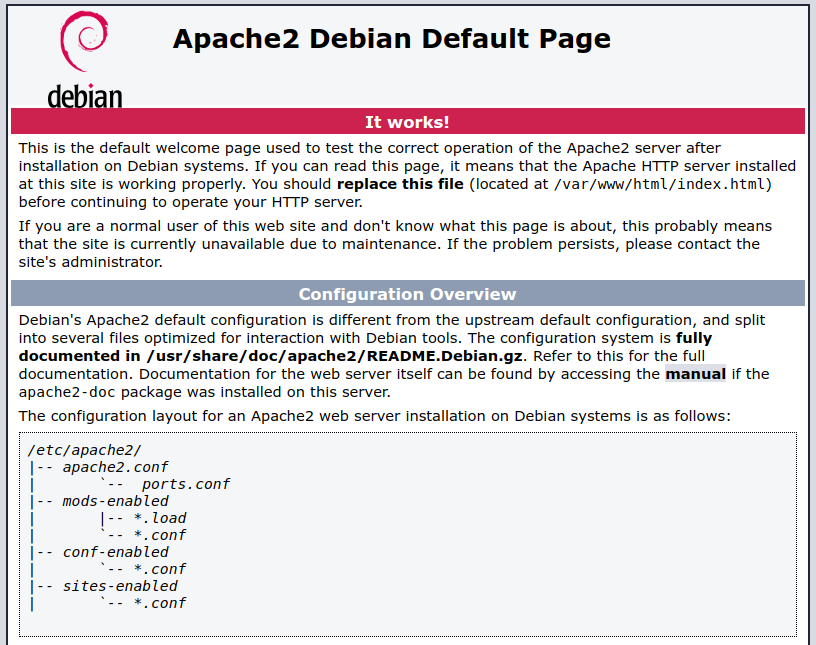 Apache2 Debian Default Page
debian
It works!
This is the default welcome page used to test the correct operation of the Apache2 server after
installation on Debian systems. If you can read this page, it means that the Apache HTTP server installed
at this site is working properly. You should replace this file (located at /var/www/html/index.html)
before continuing to operate your HTTP server.
If you are a normal user of this web site and don't know what this page is about, this probably means
that the site is currently unavailable due to maintenance. If the problem persists, please contact the
site's administrator.
Configuration Overview
Debian's Apache2 default configuration is different from the upstream default configuration, and split
into several files optimized for interaction with Debian tools. The configuration system is fully
documented in /usr/share/doc/apache2/README.Debian.gz. Refer to this for the full
documentation. Documentation for the web server itself can be found by accessing the manual if the
apache2-doc package was installed on this server.
The configuration layout for an Apache2 web server installation on Debian systems is as follows:
/etc/apache2/
|-- apache2.conf
|       `--  ports.conf
|-- mods-enabled
|       |-- *.load
|       `-- *.conf
|-- conf-enabled
|       `-- *.conf
|-- sites-enabled
|       `-- *.conf